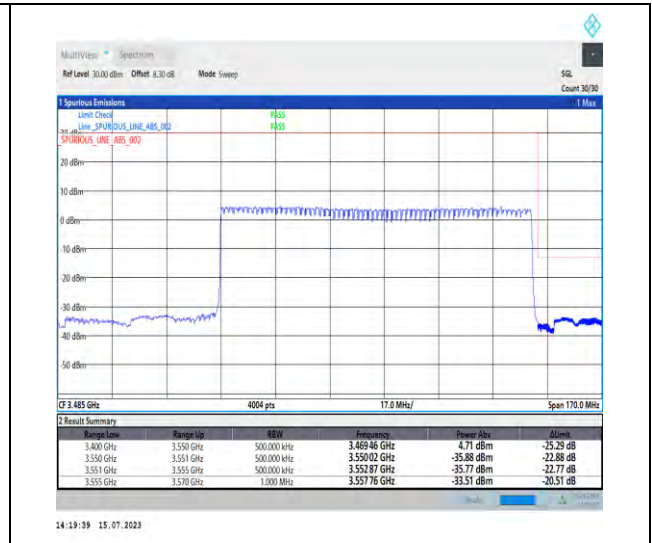 MultiView Spectrum
Ref Level 30.00 dBm Offset 8.30 dB Mode Sweep SGL
Count 30/30
1 Spurious Emissions 1 Max
Limit Check PASS
Line _SPURIOUS_LINE_ABS_002 PASS
_SPURIOUS_LINE_ABS_002
20 dBm
10 dBm
0 dBm
-10 dBm
-20 dBm
-30 dBm
-40 dBm
-50 dBm
CF 3.485 GHz 4004 pts 17.0 MHz/ Span 170.0 MHz
2 Result Summary
Range Low Range Up RBW Frequency Power Abs ΔLimit
3.400 GHz 3.550 GHz 500.000 kHz 3.46946 GHz 4.71 dBm -25.29 dB
3.550 GHz 3.551 GHz 500.000 kHz 3.55002 GHz -35.88 dBm -22.88 dB
3.551 GHz 3.555 GHz 500.000 kHz 3.55287 GHz -35.77 dBm -22.77 dB
3.555 GHz 3.570 GHz 1.000 MHz 3.55776 GHz -33.51 dBm -20.51 dB
14:19:39 15.07.2023